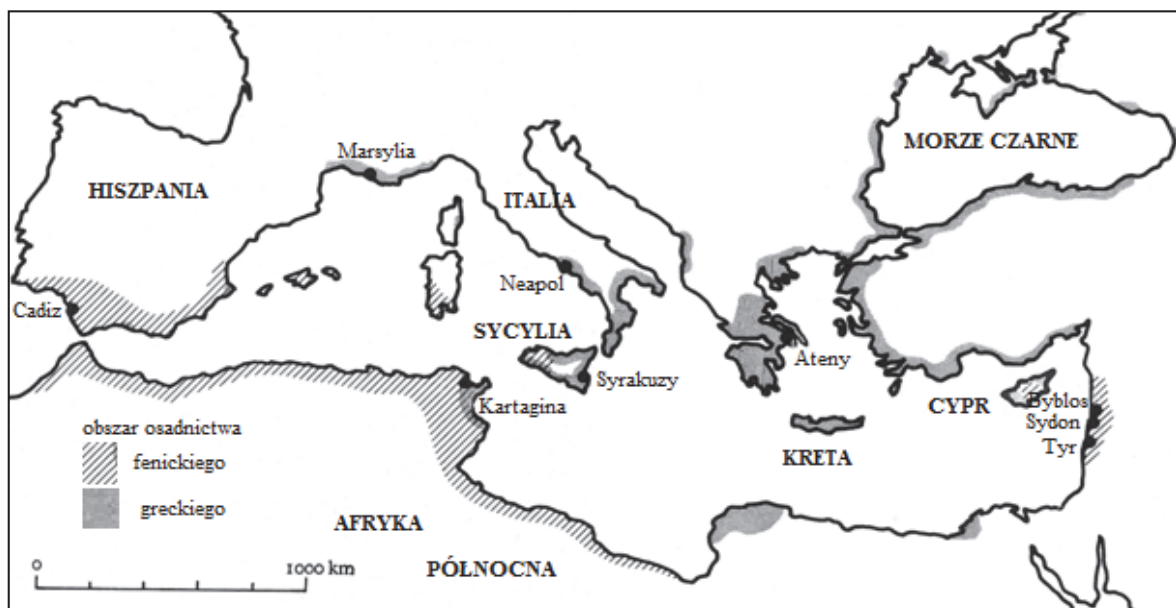 MORZE CZARNE
Marsylia
HISZPANIA
ITALIA
Neapol
Cadiz
SYCYLIA
Ateny
Syrakuzy
Kartagina
CYPR
Byblos
Sydon
Tyr
KRETA
obszar osadnictwa
fenickiego
greckiego
AFRYKA
PÓŁNOCNA
0
1000 km